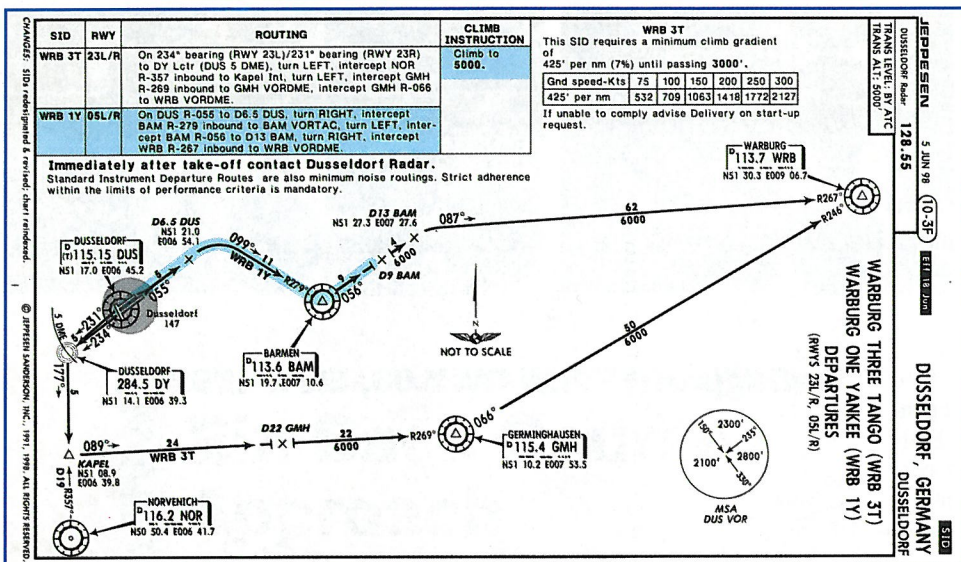 JEPPESEN 5 JUN 98 10-3F Eff 18 Jun DUSSELDORF, GERMANY SID
DUSSELDORF Radar 128.55 DUSSELDORF
TRANS LEVEL: BY ATC
TRANS ALT: 5000'
WARBURG THREE TANGO (WRB 3T)
WARBURG ONE YANKEE (WRB 1Y)
DEPARTURES
(RWYS 23L/R, 05L/R)
SID RWY ROUTING CLIMB INSTRUCTION
WRB 3T 23L/R On 234° bearing (RWY 23L)/231° bearing (RWY 23R)
to DY Lctr (DUS 5 DME), turn LEFT, intercept NOR
R-357 inbound to Kapel Int, turn LEFT, intercept GMH
R-269 inbound to GMH VORDME, intercept GMH R-066
to WRB VORDME.
Climb to
5000.
WRB 1Y 05L/R On DUS R-055 to D6.5 DUS, turn RIGHT, intercept
BAM R-279 inbound to BAM VORTAC, turn LEFT, inter-
cept BAM R-056 to D13 BAM, turn RIGHT, intercept
WRB R-267 inbound to WRB VORDME.
WRB 3T
This SID requires a minimum climb gradient
of
425' per nm (7%) until passing 3000'.
Gnd speed-Kts 75 100 150 200 250 300
425' per nm 532 709 1063 1418 1772 2127
If unable to comply advise Delivery on start-up
request.
Immediately after take-off contact Dusseldorf Radar.
Standard Instrument Departure Routes are also minimum noise routings. Strict adherence
within the limits of performance criteria is mandatory.
WARBURG
D 113.7 WRB
N51 30.3 E009 06.7
R267°
R246°
D13 BAM
N51 27.3 E007 27.6
087°
62
6000
D6.5 DUS
N51 21.0
E006 54.1
DUSSELDORF
D (T) 115.15 DUS
N51 17.0 E006 45.2
055°
099°
11
WRB 1Y
R279°
9
056°
6000
D9 BAM
Dusseldorf
147
231°
234°
5 DME
DUSSELDORF
284.5 DY
N51 14.1 E006 39.3
BARMEN
D 113.6 BAM
N51 19.7 E007 10.6
N
NOT TO SCALE
50
6000
177°
5
089°
24
WRB 3T
D22 GMH
22
6000
R269°
066°
GERMINGHAUSEN
D 115.4 GMH
N51 10.2 E007 53.5
KAPEL
N51 08.9
E006 39.8
D19
R357°
NORVENICH
D 116.2 NOR
N50 50.4 E006 41.7
150°
2300'
235°
2100'
2800'
330°
MSA
DUS VOR
CHANGES: SIDs redesignated & revised; chart reindexed.
© JEPPESEN SANDERSON, INC., 1991, 1998. ALL RIGHTS RESERVED.